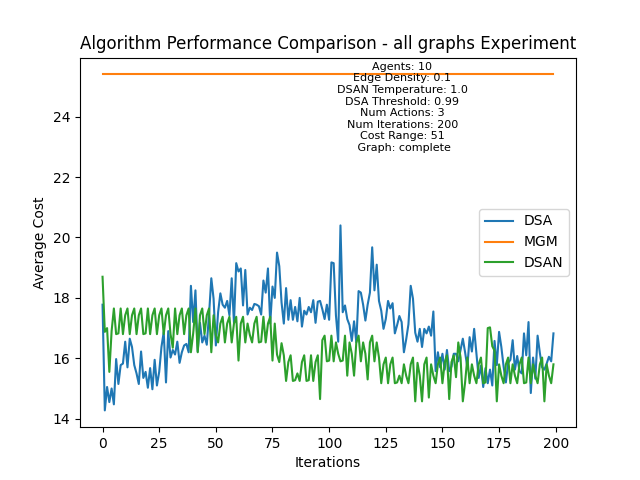 Algorithm Performance Comparison - all graphs Experiment
Agents: 10
Edge Density: 0.1
DSAN Temperature: 1.0
DSA Threshold: 0.99
Num Actions: 3
Num Iterations: 200
Cost Range: 51
Graph: complete
24
22
20
18
16
14
Average Cost
DSA
MGM
DSAN
0 25 50 75 100 125 150 175 200
Iterations